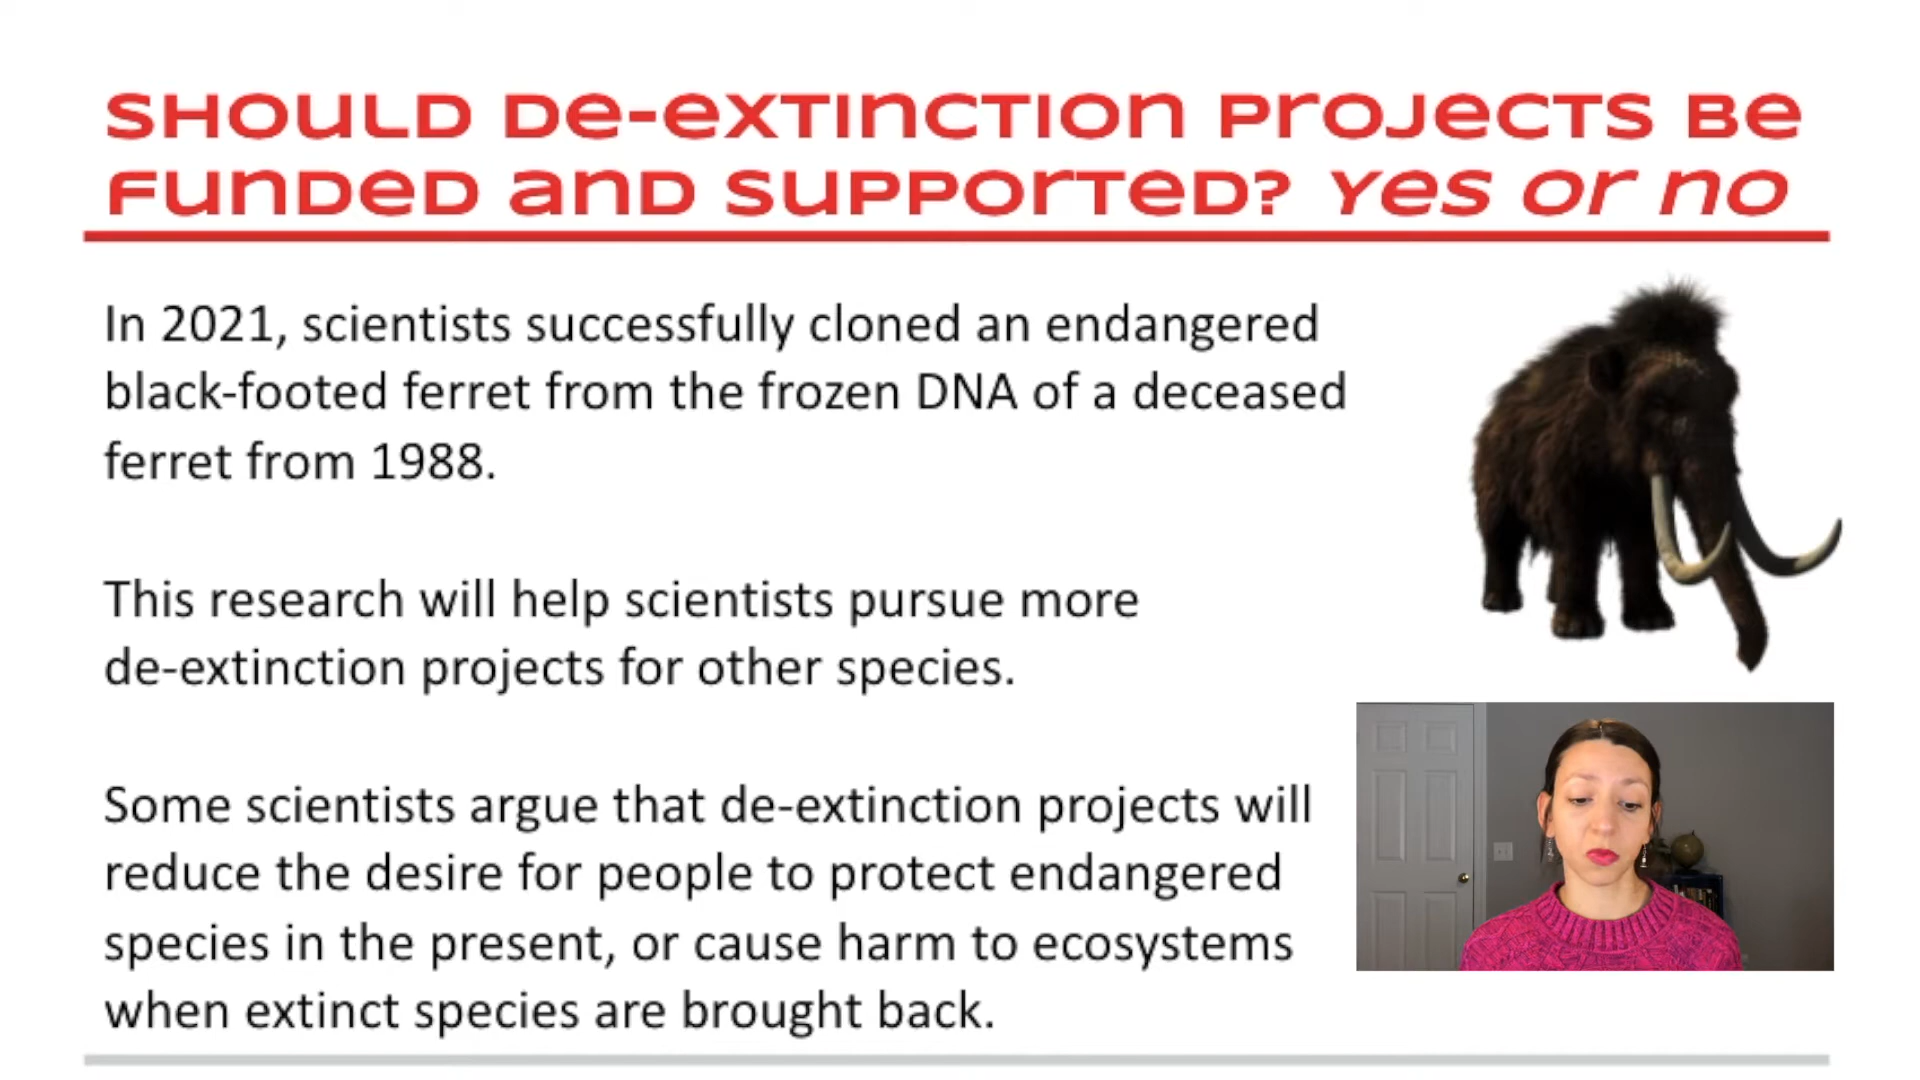 SHOULD DE-EXTINCTION PROJECTS BE
FUNDED AND SUPPORTED? YES OR NO
In 2021, scientists successfully cloned an endangered
black-footed ferret from the frozen DNA of a deceased
ferret from 1988.
This research will help scientists pursue more
de-extinction projects for other species.
Some scientists argue that de-extinction projects will
reduce the desire for people to protect endangered
species in the present, or cause harm to ecosystems
when extinct species are brought back.